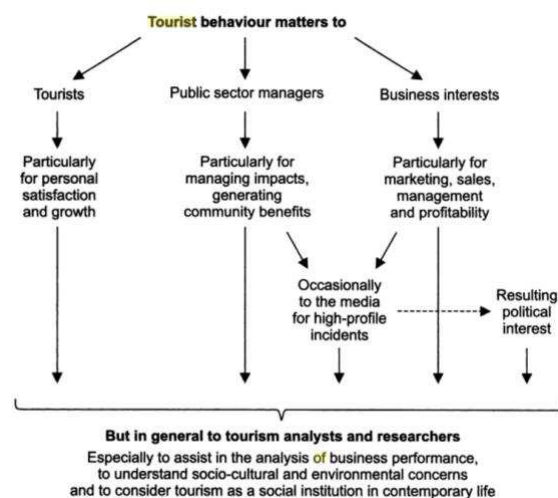 Tourist behaviour matters to
Tourists
Public sector managers
Business interests
Particularly
for personal
satisfaction
and growth
Particularly for
managing impacts,
generating
community benefits
Particularly for
marketing, sales,
management
and profitability
Occasionally
to the media
for high-profile
incidents
Resulting
political
interest
But in general to tourism analysts and researchers
Especially to assist in the analysis of business performance,
to understand socio-cultural and environmental concerns
and to consider tourism as a social institution in contemporary life